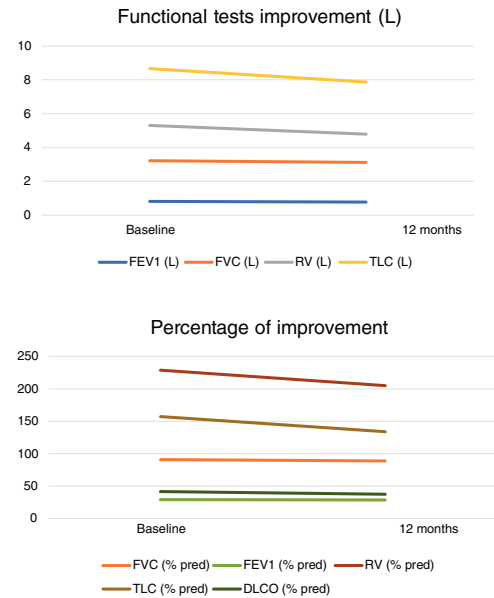 Functional tests improvement (L)
10
8
6
4
2
0
Baseline 12 months
FEV1 (L) FVC (L) RV (L) TLC (L)
Percentage of improvement
250
200
150
100
50
0
Baseline 12 months
FVC (% pred) FEV1 (% pred) RV (% pred)
TLC (% pred) DLCO (% pred)